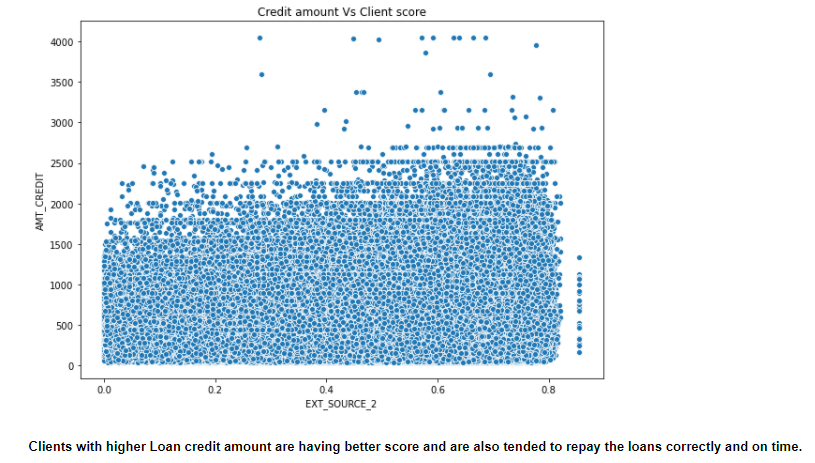 Credit amount Vs Client score
4000
3500
3000
2500
2000
1500
1000
500
0
AMT_CREDIT
0.0 0.2 0.4 0.6 0.8
EXT_SOURCE_2
Clients with higher Loan credit amount are having better score and are also tended to repay the loans correctly and on time.